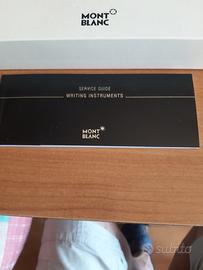 MONT
BLANC
SERVICE GUIDE
WRITING INSTRUMENTS
MONT
BLANC
subito